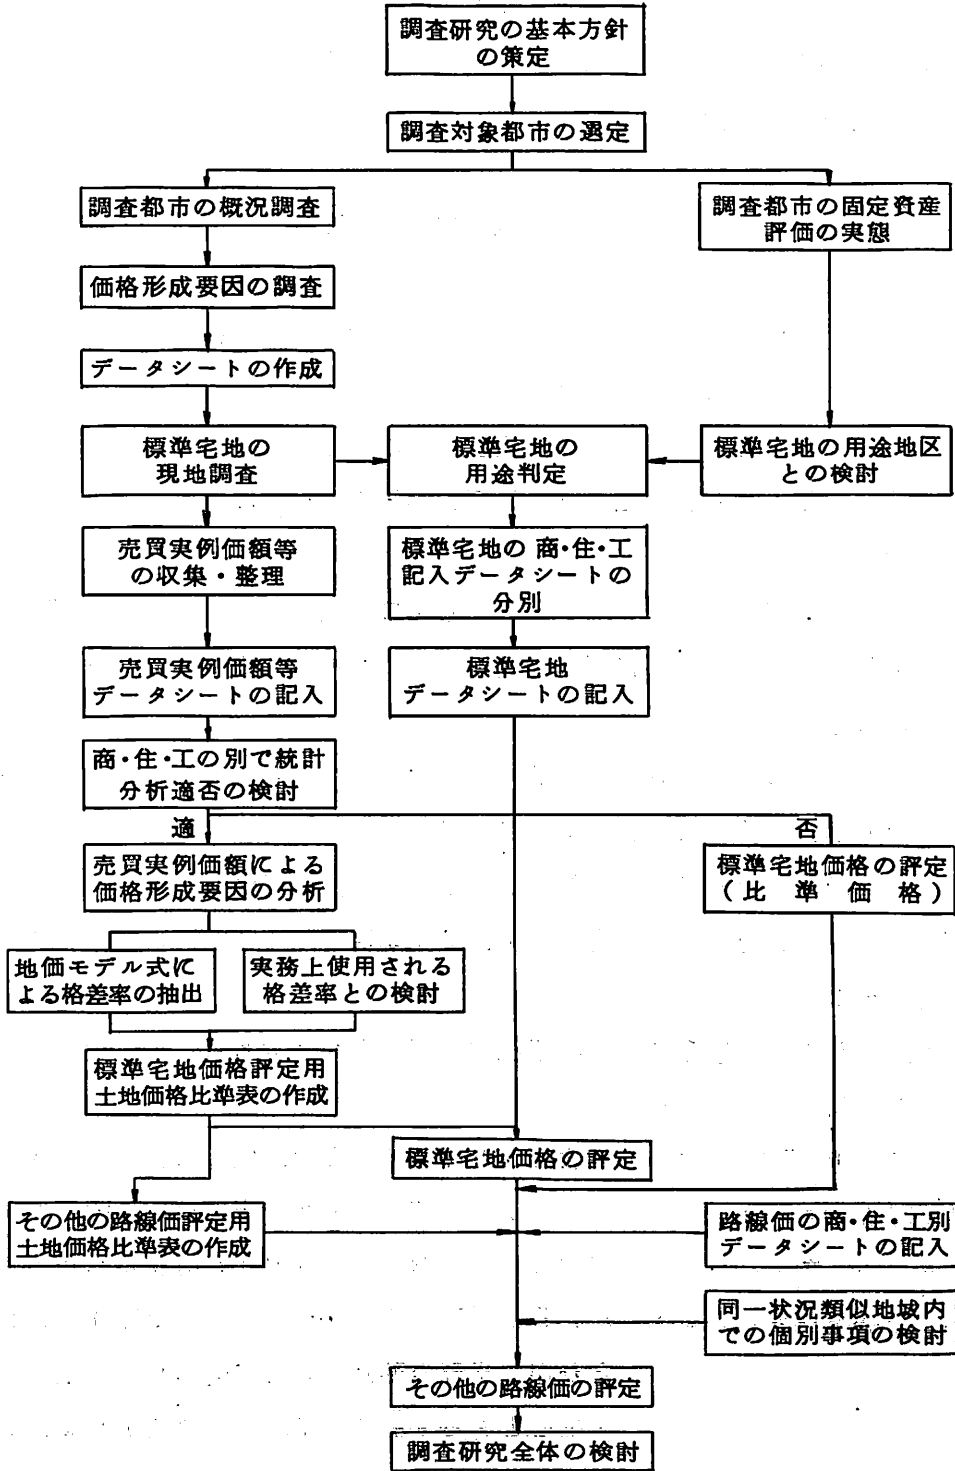 調査研究の基本方針
の策定
調査対象都市の選定
調査都市の概況調査
調査都市の固定資産
評価の実態
価格形成要因の調査
データシートの作成
標準宅地の
現地調査
標準宅地の
用途判定
標準宅地の用途地区
との検討
売買実例価額等
の収集・整理
標準宅地の 商・住・工
記入データシートの
分別
売買実例価額等
データシートの記入
標準宅地
データシートの記入
商・住・工の別で統計
分析適否の検討
適
否
売買実例価額による
価格形成要因の分析
標準宅地価格の評定
(比準価格)
地価モデル式に
よる格差率の抽出
実務上使用される
格差率との検討
標準宅地価格評定用
土地価格比準表の作成
標準宅地価格の評定
その他の路線価評定用
土地価格比準表の作成
路線価の商・住・工別
データシートの記入
同一状況類似地域内
での個別事項の検討
その他の路線価の評定
調査研究全体の検討